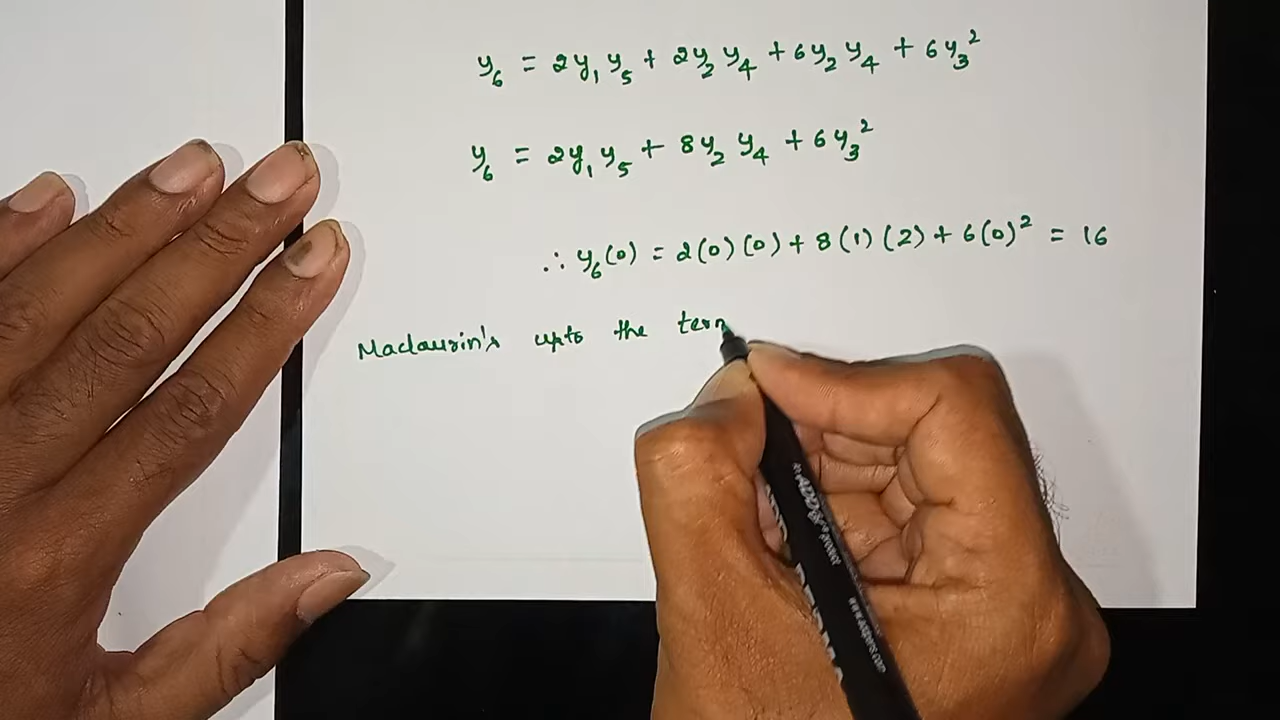 y₆ = 2y₁y₅ + 2y₂y₄ + 6y₂y₄ + 6y₃²
y₆ = 2y₁y₅ + 8y₂y₄ + 6y₃²
∴ y₆(0) = 2(0)(0) + 8(1)(2) + 6(0)² = 16
Maclaurin's upto the term